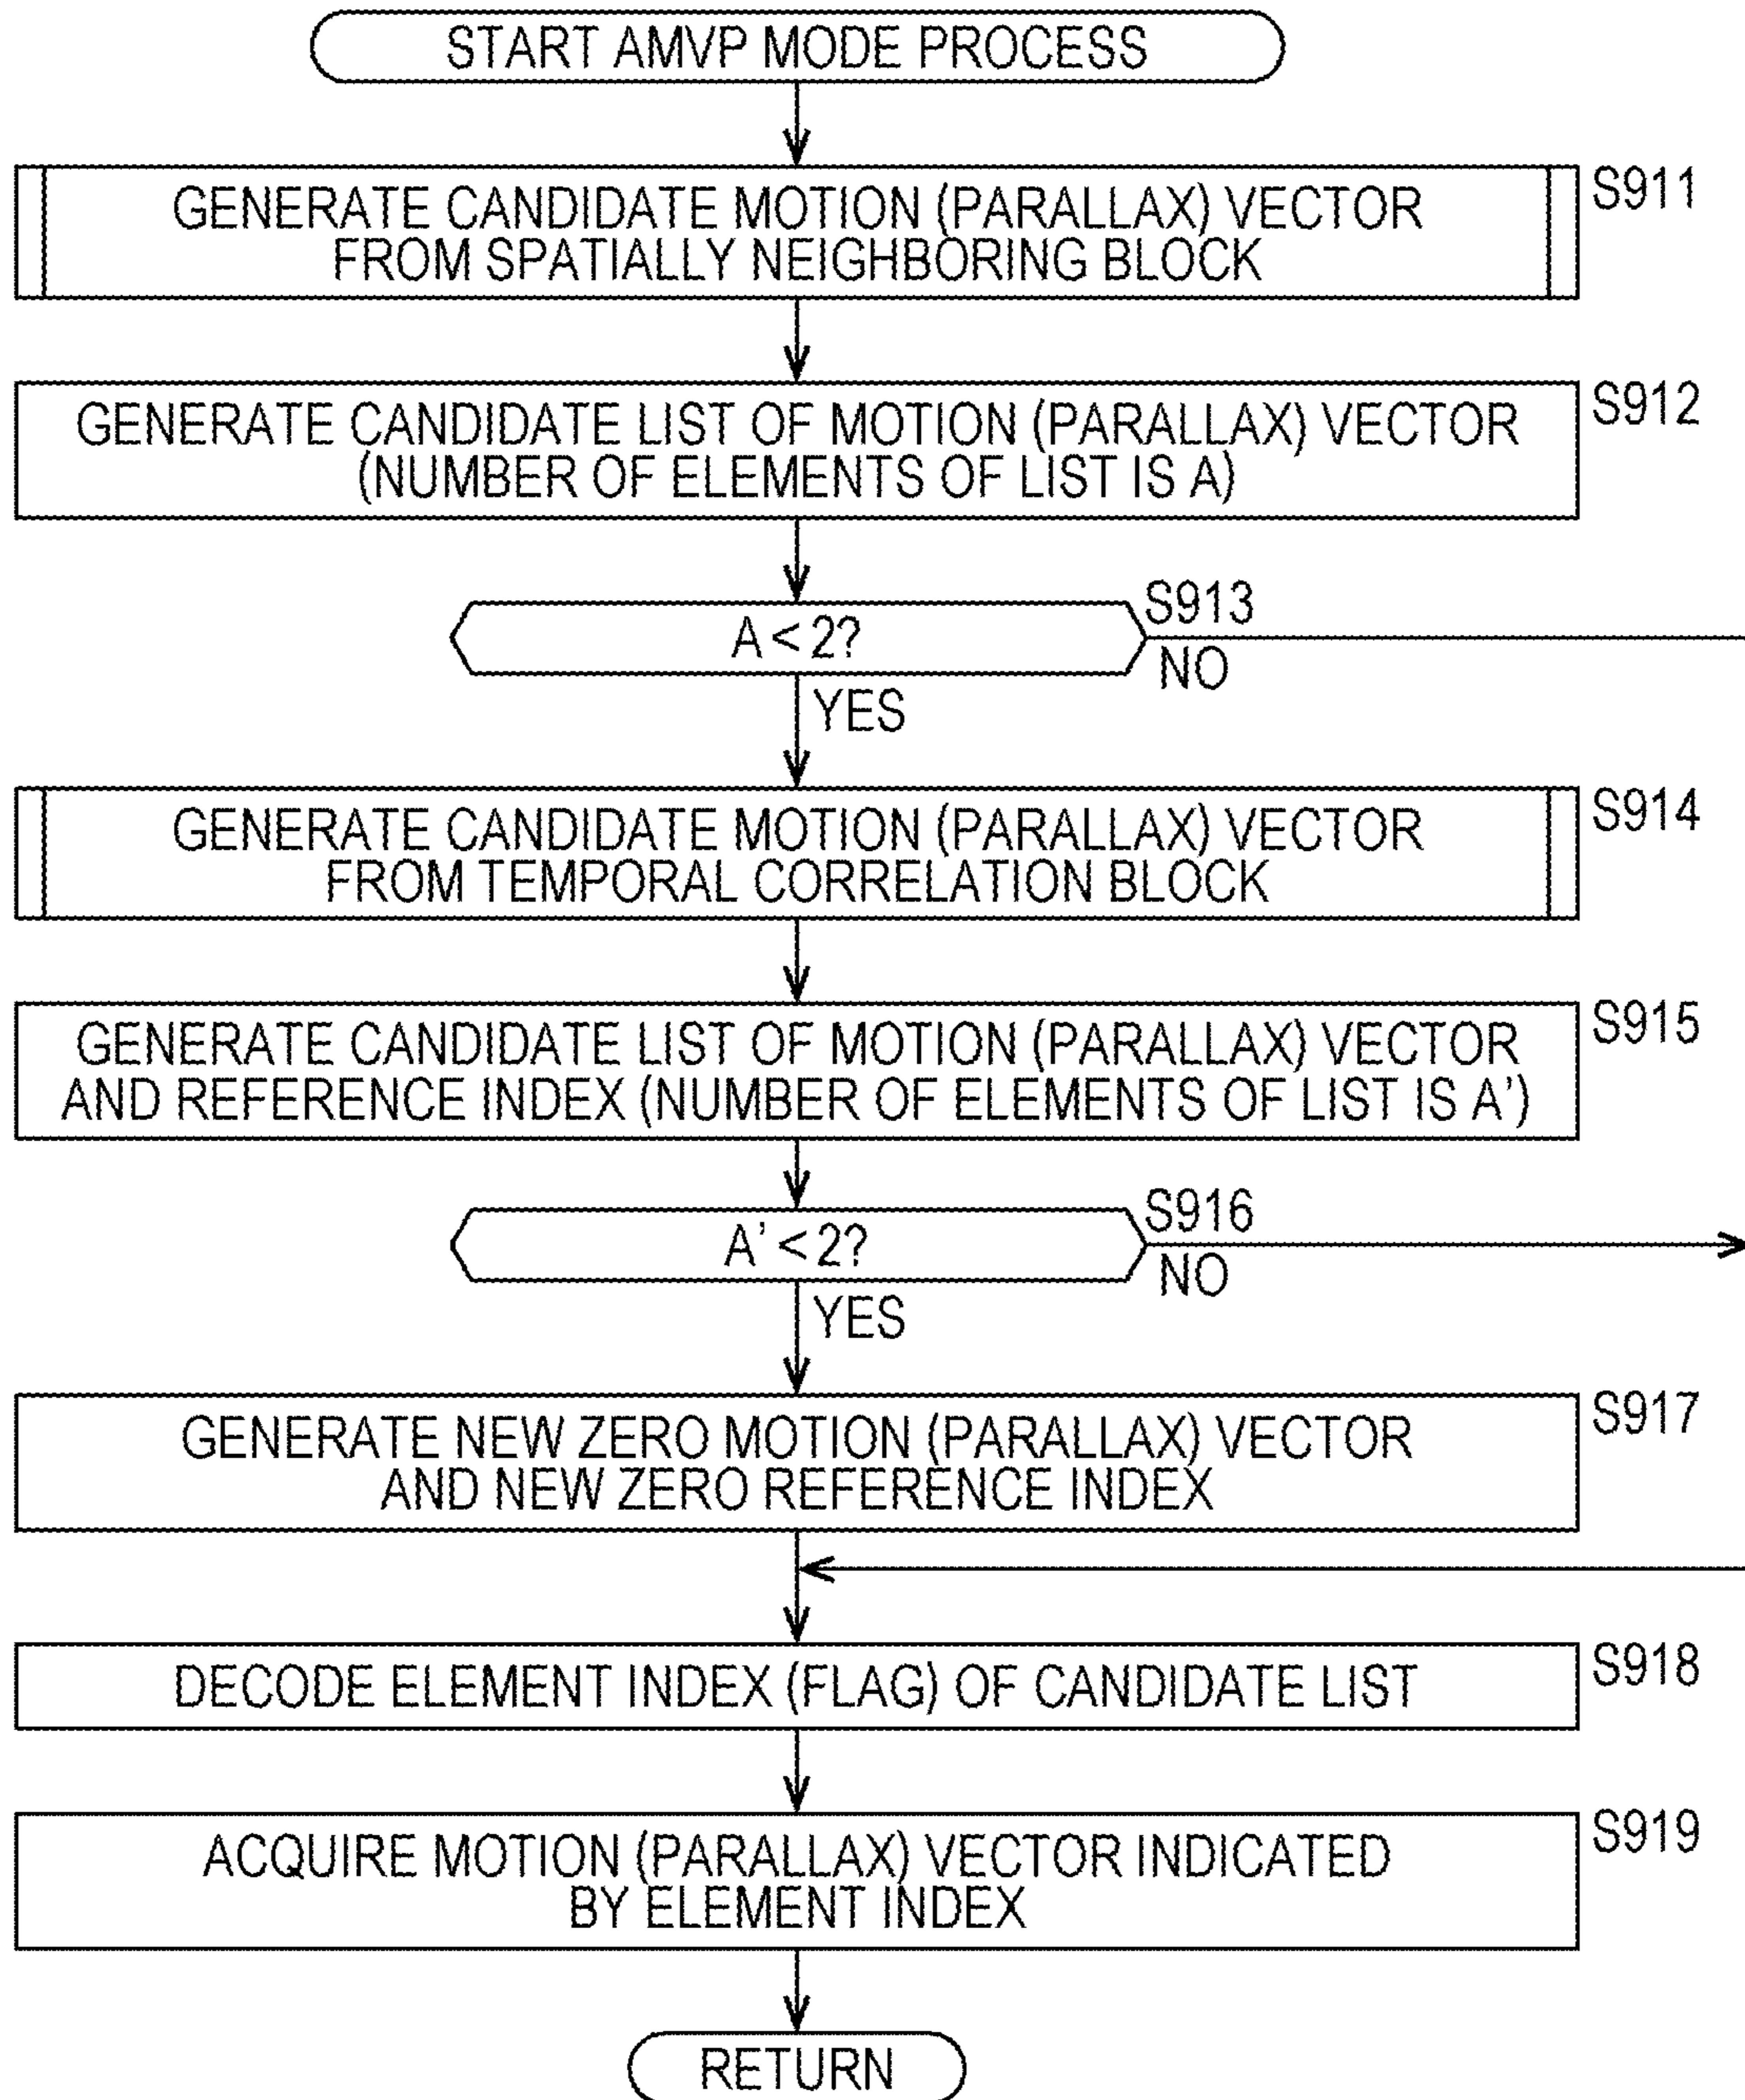 START AMVP MODE PROCESS
GENERATE CANDIDATE MOTION (PARALLAX) VECTOR
FROM SPATIALLY NEIGHBORING BLOCK
S911
GENERATE CANDIDATE LIST OF MOTION (PARALLAX) VECTOR
(NUMBER OF ELEMENTS OF LIST IS A)
S912
A < 2?
S913
NO
YES
GENERATE CANDIDATE MOTION (PARALLAX) VECTOR
FROM TEMPORAL CORRELATION BLOCK
S914
GENERATE CANDIDATE LIST OF MOTION (PARALLAX) VECTOR
AND REFERENCE INDEX (NUMBER OF ELEMENTS OF LIST IS A')
S915
A' < 2?
S916
NO
YES
GENERATE NEW ZERO MOTION (PARALLAX) VECTOR
AND NEW ZERO REFERENCE INDEX
S917
DECODE ELEMENT INDEX (FLAG) OF CANDIDATE LIST
S918
ACQUIRE MOTION (PARALLAX) VECTOR INDICATED
BY ELEMENT INDEX
S919
RETURN